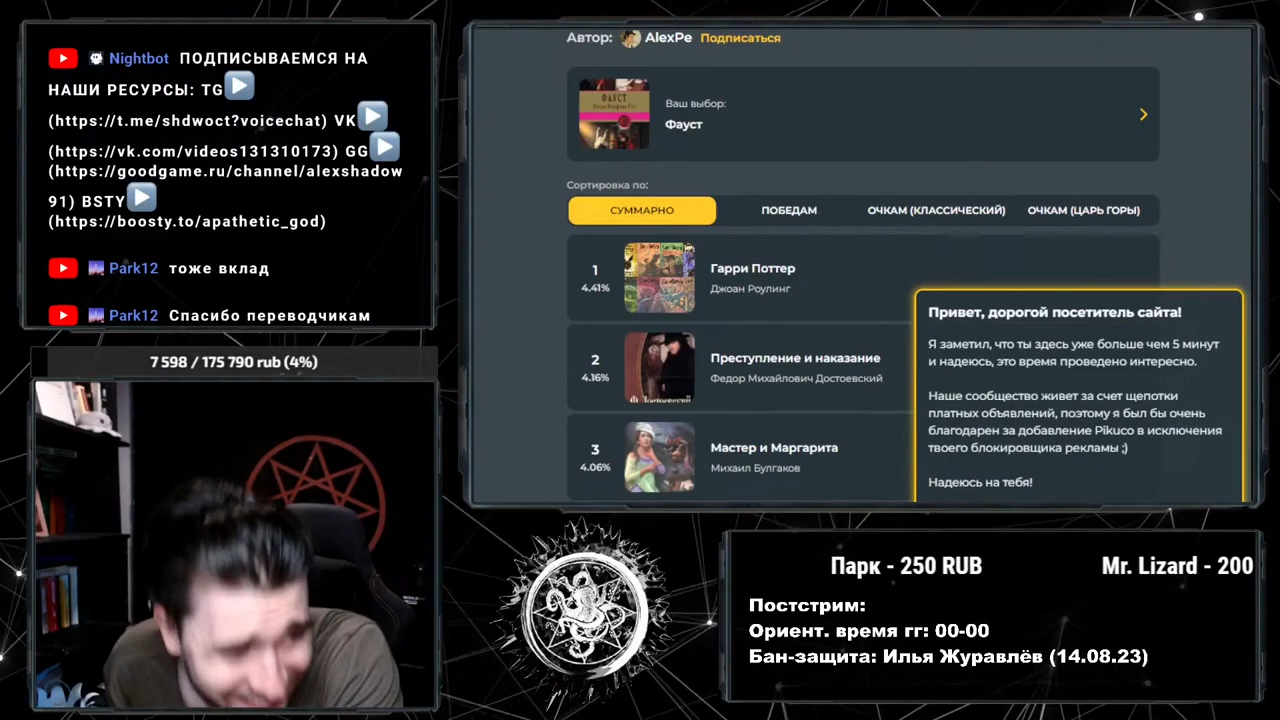 Nightbot ПОДПИСЫВАЕМСЯ НА
НАШИ РЕСУРСЫ: TG
(https://t.me/shdwoct?voicechat) VK
(https://vk.com/videos131310173) GG
(https://goodgame.ru/channel/alexshadow
91) BSTY
(https://boosty.to/apathetic_god)
Park12 тоже вклад
Park12 Спасибо переводчикам
7 598 / 175 790 rub (4%)
Автор: AlexPe Подписаться
ФАУСТ
Ваш выбор:
Фауст
Сортировка по:
СУММАРНО ПОБЕДАМ ОЧКАМ (КЛАССИЧЕСКИЙ) ОЧКАМ (ЦАРЬ ГОРЫ)
1
4.41%
Гарри Поттер
Джоан Роулинг
2
4.16%
Преступление и наказание
Федор Михайлович Достоевский
3
4.06%
Мастер и Маргарита
Михаил Булгаков
Привет, дорогой посетитель сайта!
Я заметил, что ты здесь уже больше чем 5 минут
и надеюсь, это время проведено интересно.
Наше сообщество живет за счет щепотки
платных объявлений, поэтому я был бы очень
благодарен за добавление Pikuco в исключения
твоего блокировщика рекламы ;)
Надеюсь на тебя!
Парк - 250 RUB Mr. Lizard - 200
Постстрим:
Ориент. время гг: 00-00
Бан-защита: Илья Журавлёв (14.08.23)